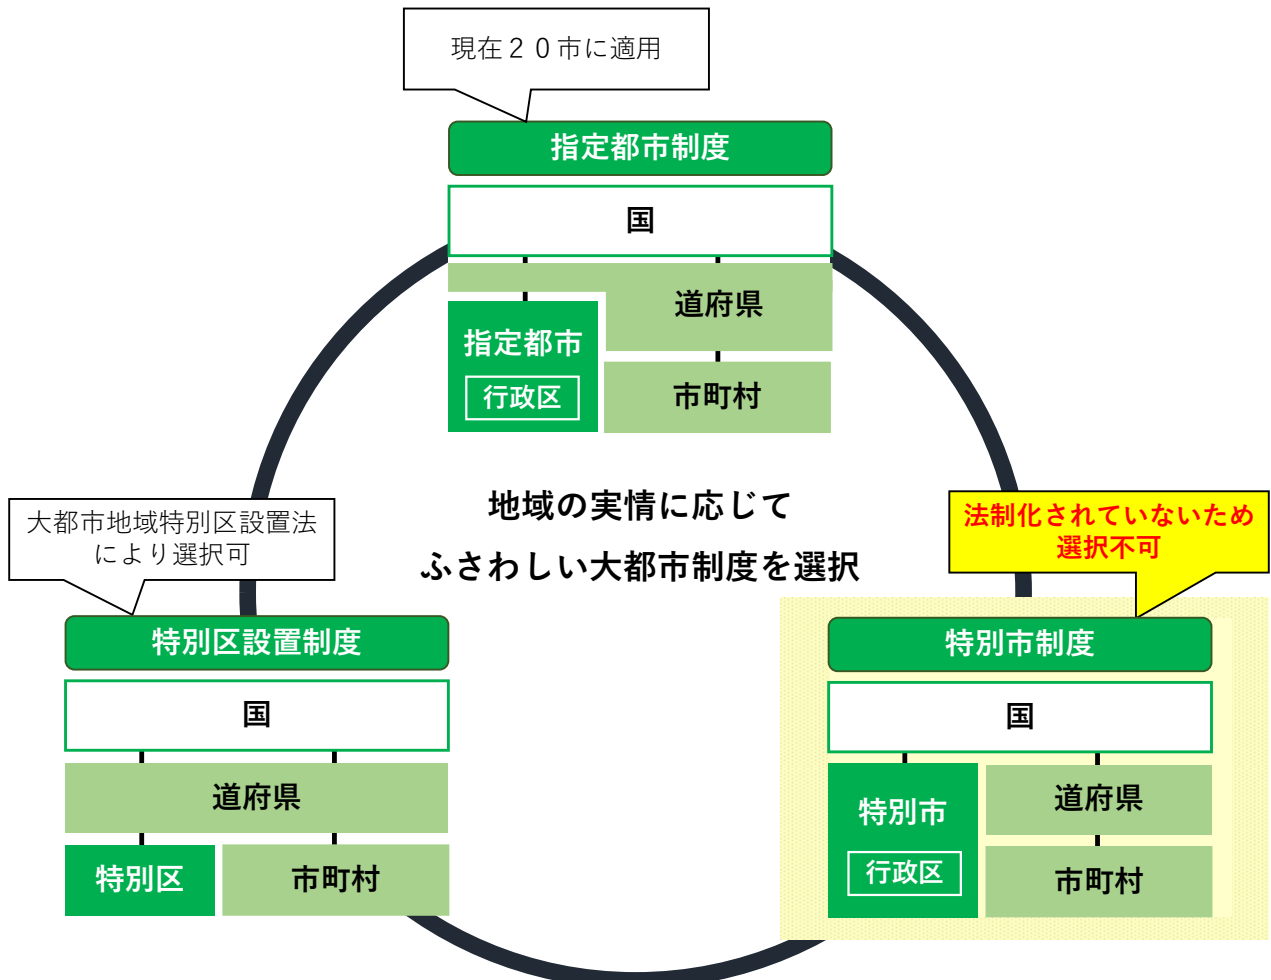 現在２０市に適用
指定都市制度
国
道府県
指定都市
行政区
市町村
地域の実情に応じて
ふさわしい大都市制度を選択
大都市地域特別区設置法
により選択可
特別区設置制度
国
道府県
特別区
市町村
法制化されていないため
選択不可
特別市制度
国
特別市
行政区
道府県
市町村